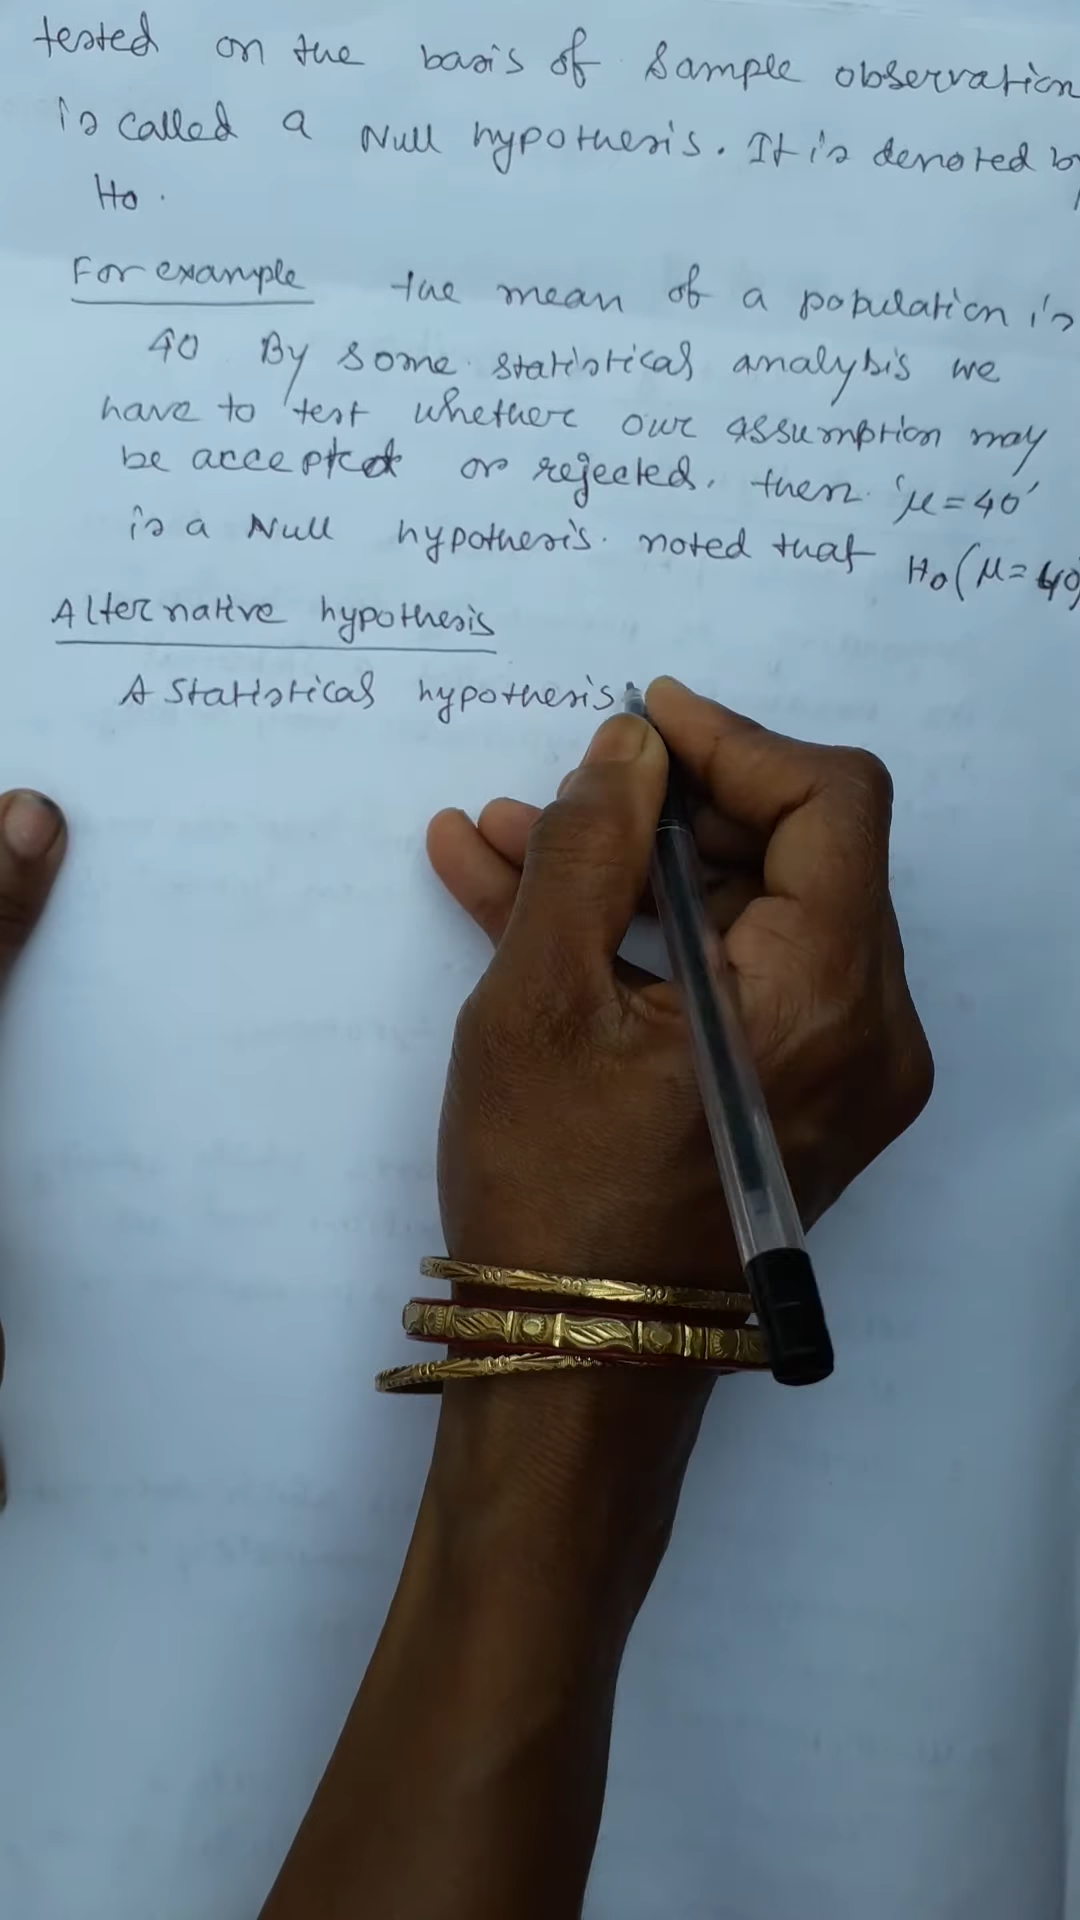 tested on the basis of Sample observation
is called a Null hypothesis. It is denoted by
Ho.
For example the mean of a population is
40 By some statistical analysis we
have to test whether our assumption may
be accepted or rejected, then 'μ=40'
is a Null hypothesis. noted that Ho(μ=40)
Alternative hypothesis
A Statistical hypothesis